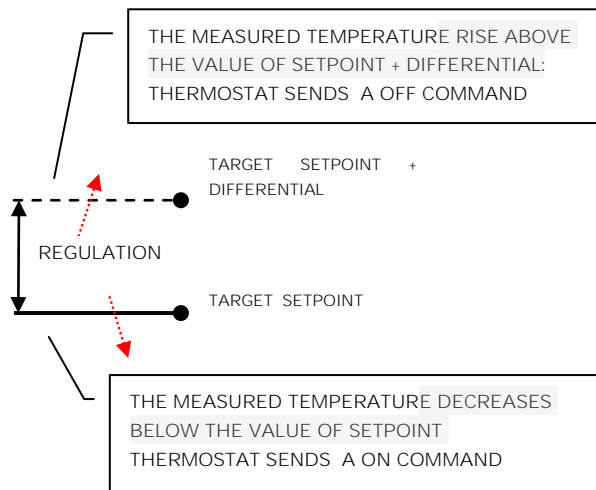 THE MEASURED TEMPERATURE RISE ABOVE
THE VALUE OF SETPOINT + DIFFERENTIAL:
THERMOSTAT SENDS A OFF COMMAND
TARGET SETPOINT +
DIFFERENTIAL
REGULATION
TARGET SETPOINT
THE MEASURED TEMPERATURE DECREASES
BELOW THE VALUE OF SETPOINT
THERMOSTAT SENDS A ON COMMAND